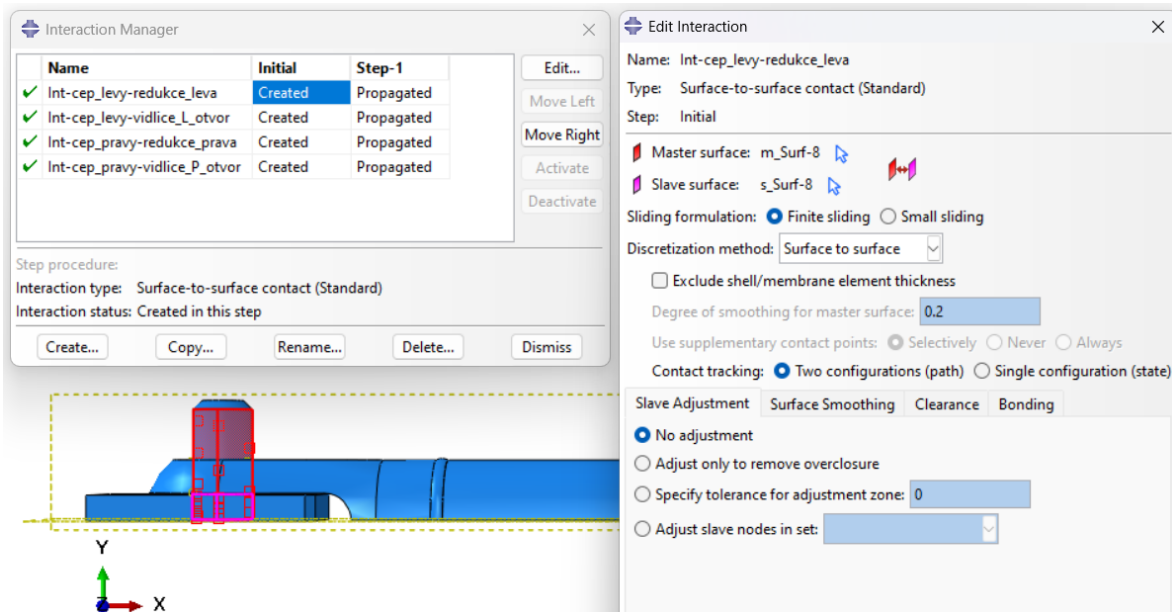 Interaction Manager
Name Initial Step-1
Int-cep_levy-redukce_leva Created Propagated
Int-cep_levy-vidlice_L_otvor Created Propagated
Int-cep_pravy-redukce_prava Created Propagated
Int-cep_pravy-vidlice_P_otvor Created Propagated
Edit...
Move Left
Move Right
Activate
Deactivate
Step procedure:
Interaction type: Surface-to-surface contact (Standard)
Interaction status: Created in this step
Create... Copy... Rename... Delete... Dismiss
Y
X
Edit Interaction
Name: Int-cep_levy-redukce_leva
Type: Surface-to-surface contact (Standard)
Step: Initial
Master surface: m_Surf-8
Slave surface: s_Surf-8
Sliding formulation: Finite sliding Small sliding
Discretization method: Surface to surface
Exclude shell/membrane element thickness
Degree of smoothing for master surface: 0.2
Use supplementary contact points: Selectively Never Always
Contact tracking: Two configurations (path) Single configuration (state)
Slave Adjustment Surface Smoothing Clearance Bonding
No adjustment
Adjust only to remove overclosure
Specify tolerance for adjustment zone: 0
Adjust slave nodes in set: